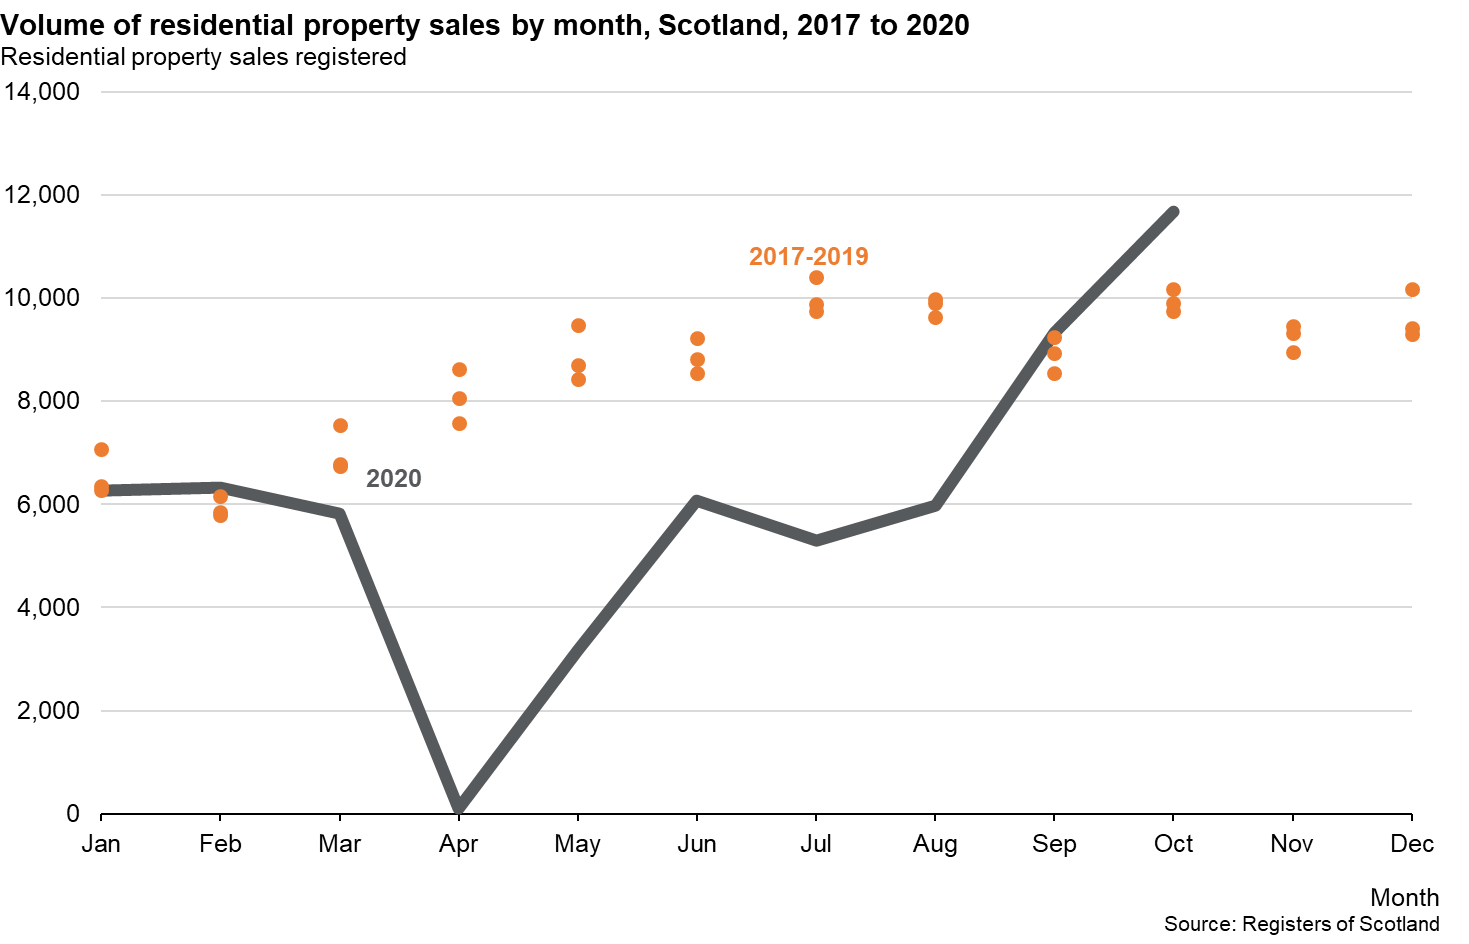 Volume of residential property sales by month, Scotland, 2017 to 2020
Residential property sales registered
14,000
12,000
2017-2019
10,000
8,000
2020
6,000
4,000
2,000
0
Jan Feb Mar Apr May Jun Jul Aug Sep Oct Nov Dec
Month
Source: Registers of Scotland